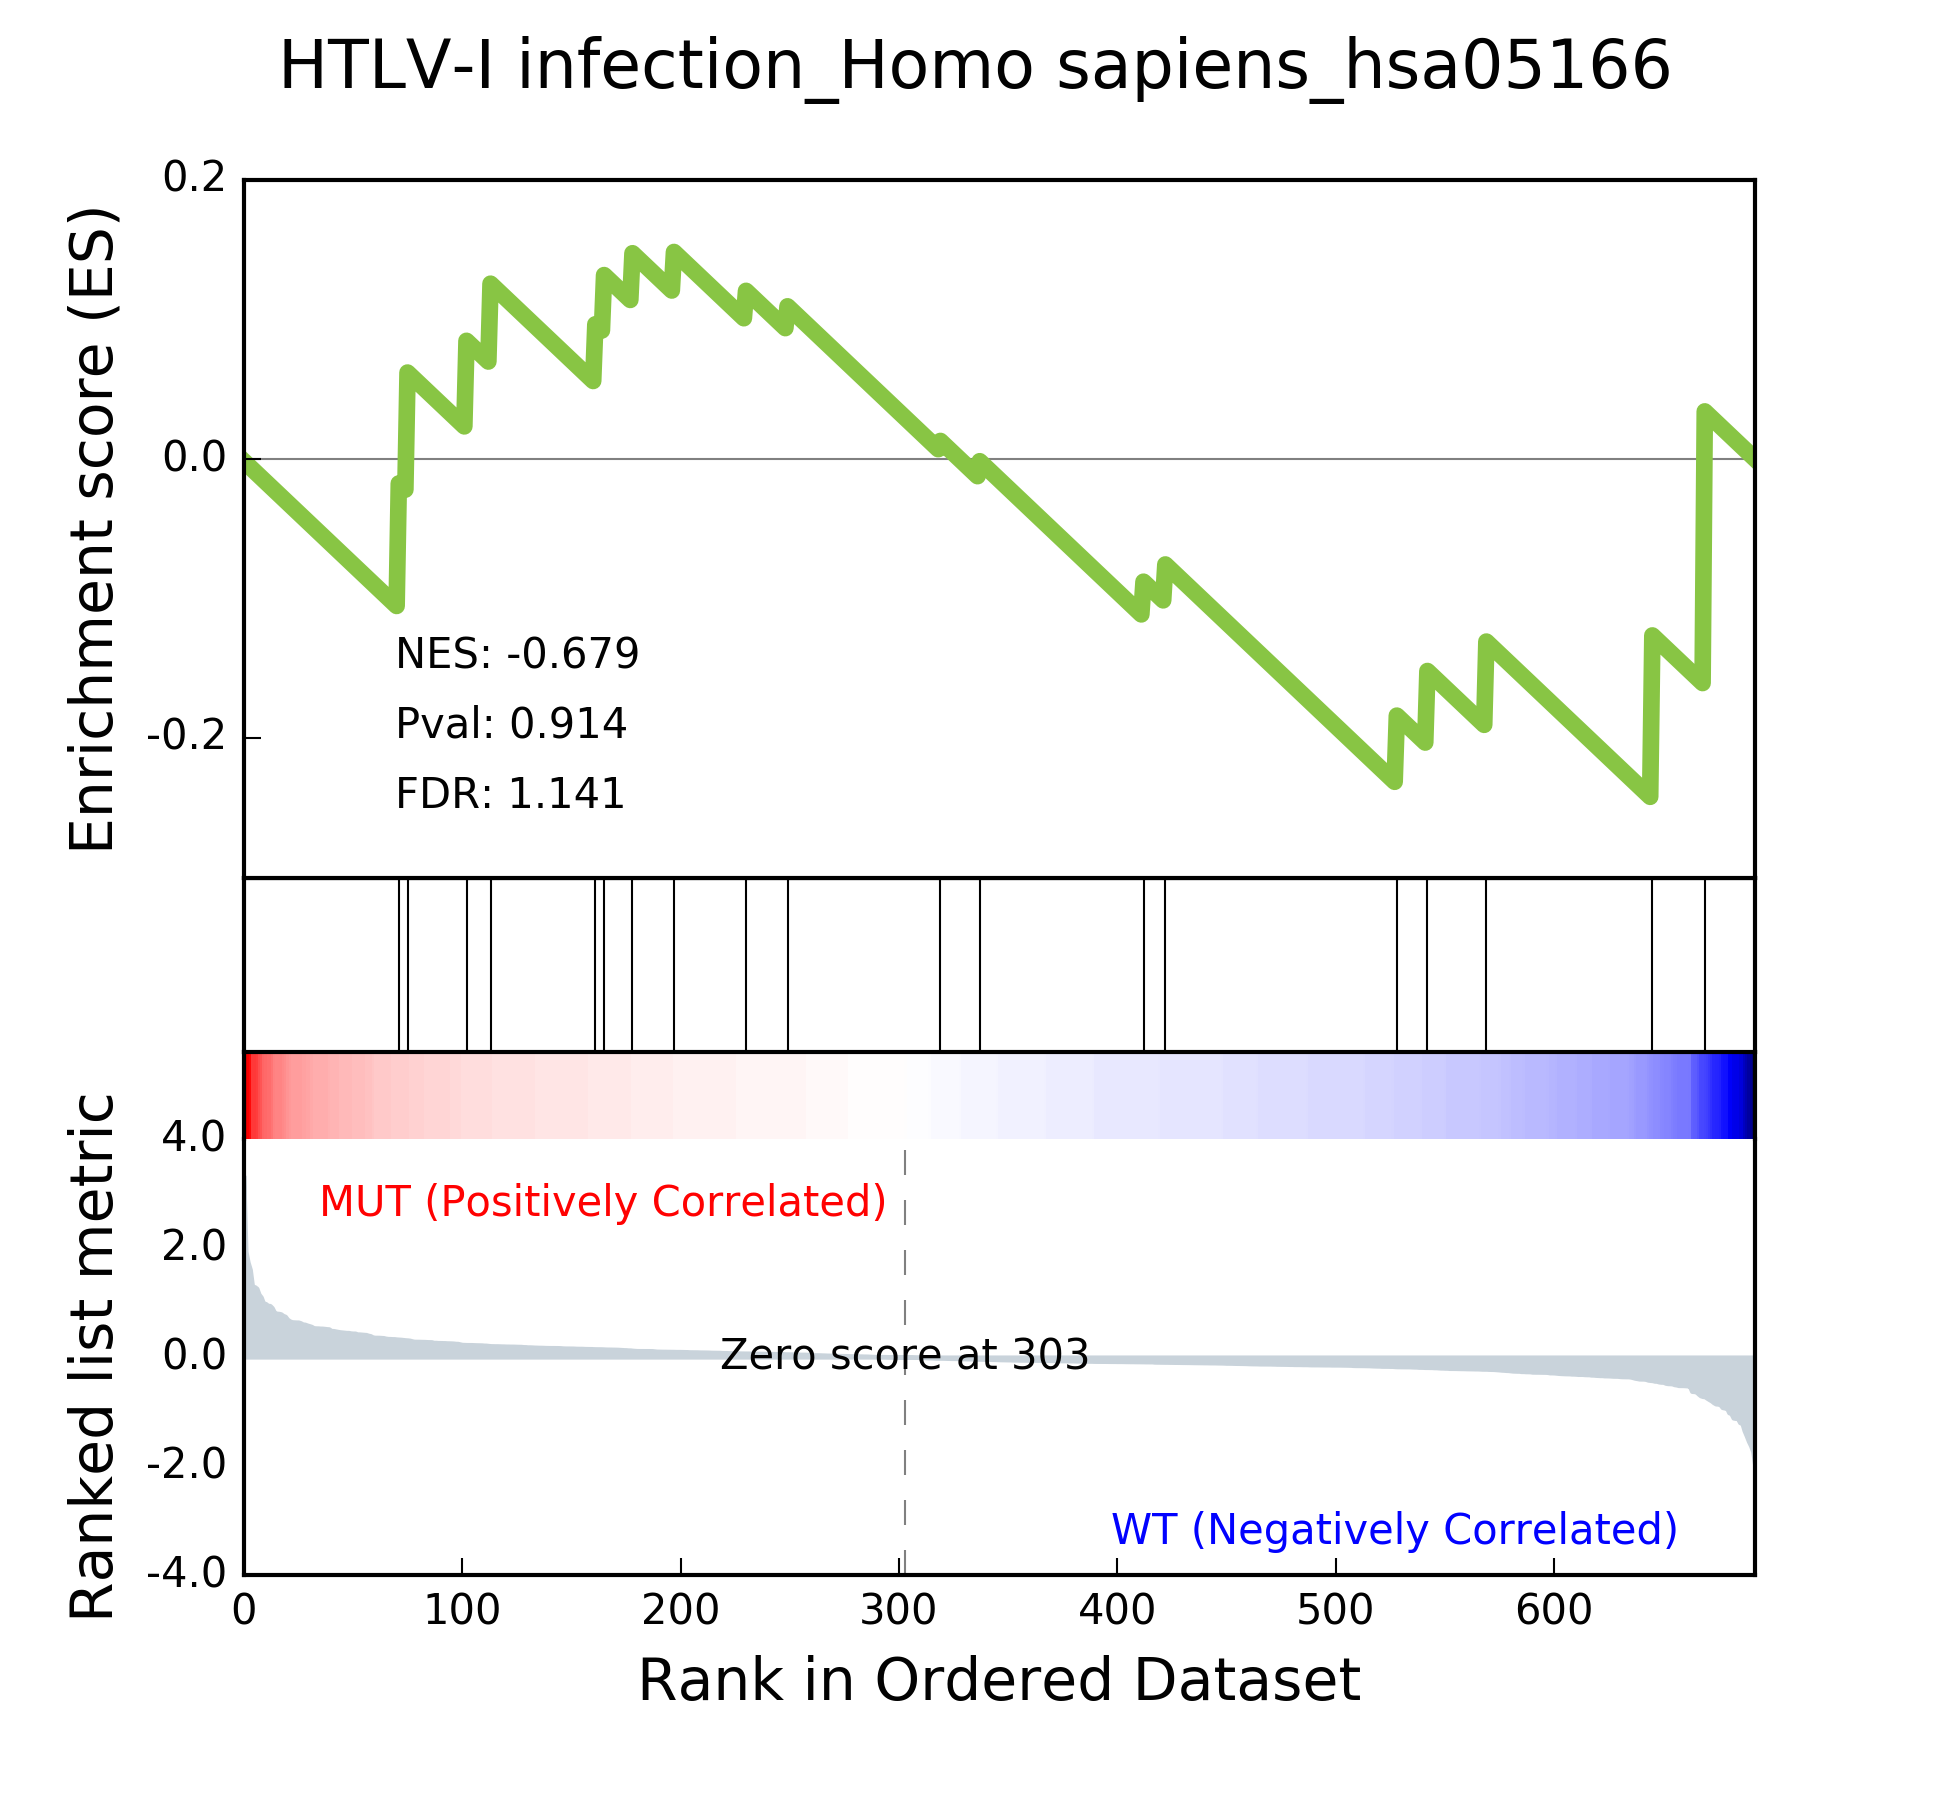 HTLV-I infection_Homo sapiens_hsa05166
Enrichment score (ES)
0.2
0.0
-0.2
NES: -0.679
Pval: 0.914
FDR: 1.141
Ranked list metric
4.0
2.0
0.0
-2.0
-4.0
MUT (Positively Correlated)
Zero score at 303
WT (Negatively Correlated)
0 100 200 300 400 500 600
Rank in Ordered Dataset